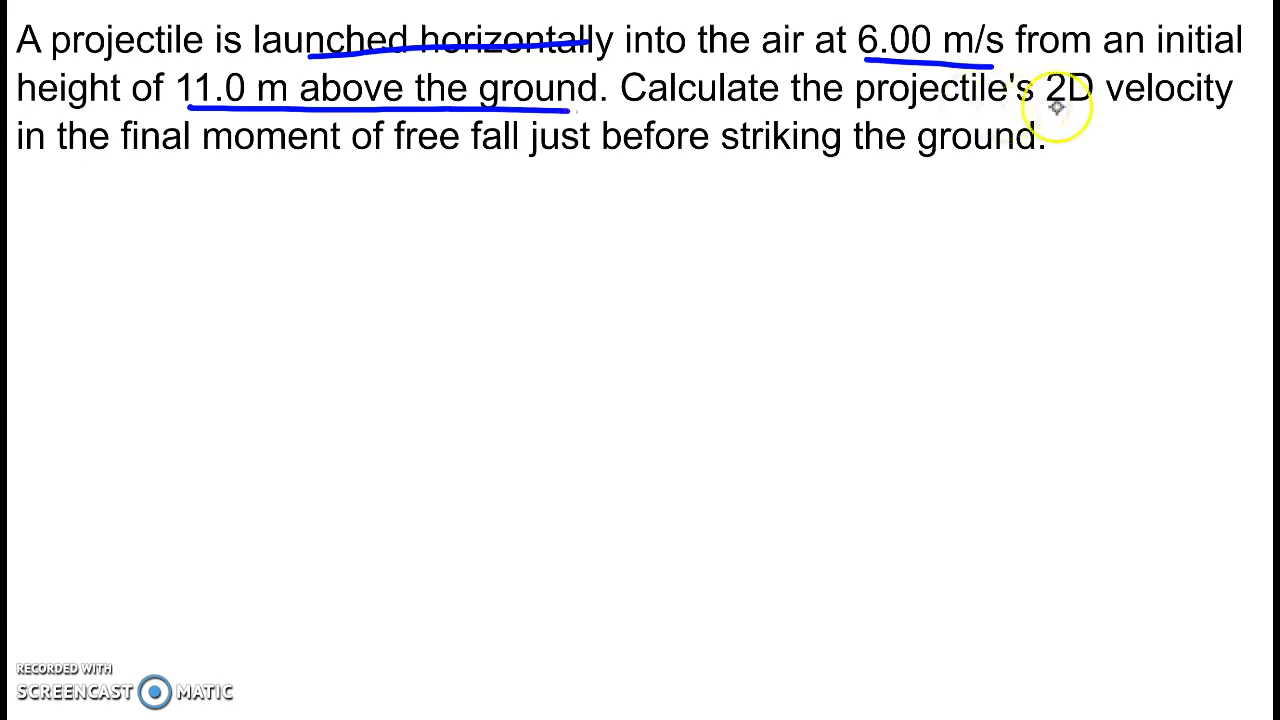 A projectile is launched horizontally into the air at 6.00 m/s from an initial
height of 11.0 m above the ground. Calculate the projectile's 2D velocity
in the final moment of free fall just before striking the ground.
RECORDED WITH
SCREENCAST MATIC